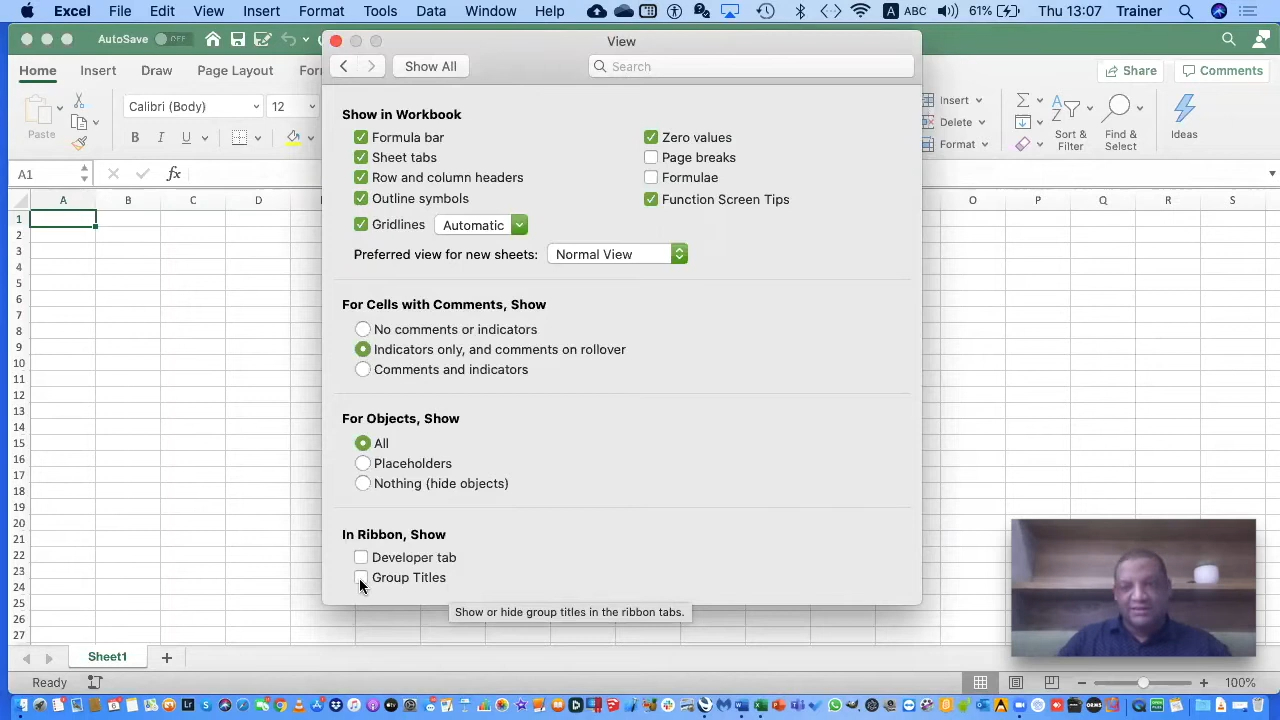 Excel File Edit View Insert Format Tools Data Window Help A ABC 61% Thu 13:07 Trainer
AutoSave OFF
View
Show All Search
Home Insert Draw Page Layout Share Comments
Paste Calibri (Body) 12 B I U Insert Delete Format Sort & Filter Find & Select Ideas
A1 fx
A B C D O P Q R S
Show in Workbook
Formula bar
Sheet tabs
Row and column headers
Outline symbols
Gridlines Automatic
Zero values
Page breaks
Formulae
Function Screen Tips
Preferred view for new sheets: Normal View
For Cells with Comments, Show
No comments or indicators
Indicators only, and comments on rollover
Comments and indicators
For Objects, Show
All
Placeholders
Nothing (hide objects)
In Ribbon, Show
Developer tab
Group Titles
Show or hide group titles in the ribbon tabs.
1
2
3
4
5
6
7
8
9
10
11
12
13
14
15
16
17
18
19
20
21
22
23
24
25
26
27
Sheet1
Ready 100%